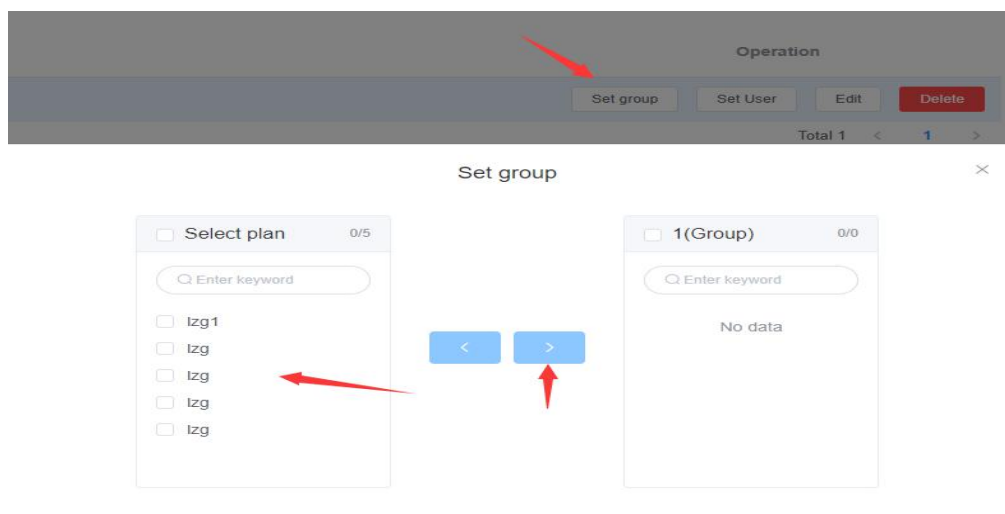 Operation
Set group Set User Edit Delete
Total 1 < 1 >
Set group ×
Select plan 0/5
Enter keyword
lzg1
lzg
lzg
lzg
lzg
< >
1(Group) 0/0
Enter keyword
No data